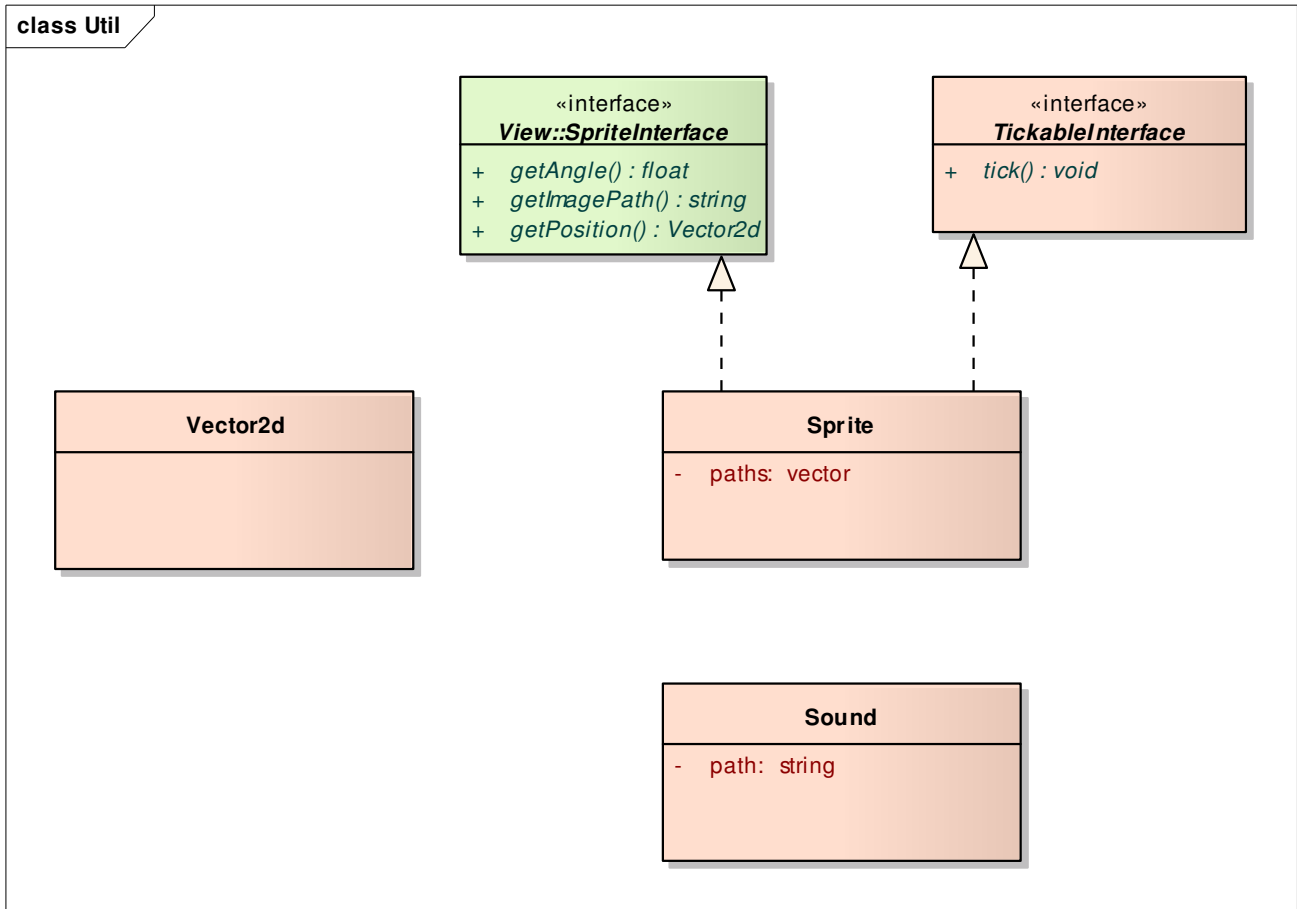 class Util
«interface»
View::SpriteInterface
+ getAngle() : float
+ getImagePath() : string
+ getPosition() : Vector2d
«interface»
TickableInterface
+ tick() : void
Vector2d
Sprite
- paths: vector
Sound
- path: string